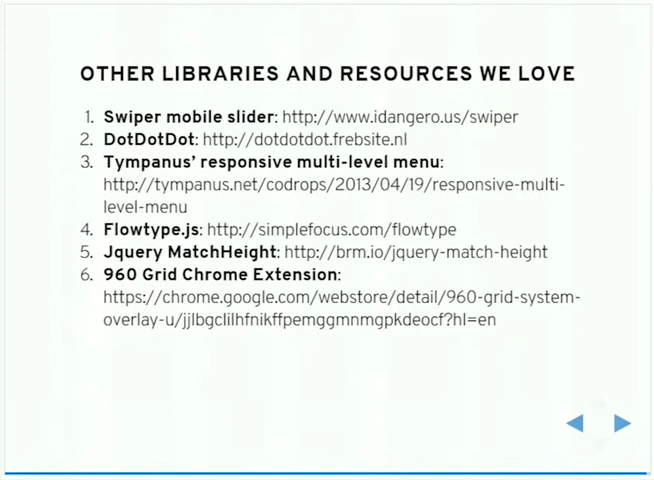 OTHER LIBRARIES AND RESOURCES WE LOVE
1. Swiper mobile slider: http://www.idangero.us/swiper
2. DotDotDot: http://dotdotdot.frebsite.nl
3. Tympanus’ responsive multi-level menu:
http://tympanus.net/codrops/2013/04/19/responsive-multi-
level-menu
4. Flowtype.js: http://simplefocus.com/flowtype
5. Jquery MatchHeight: http://brm.io/jquery-match-height
6. 960 Grid Chrome Extension:
https://chrome.google.com/webstore/detail/960-grid-system-
overlay-u/jjlbgclilhfnikffpemggmnmgpkdeocf?hl=en